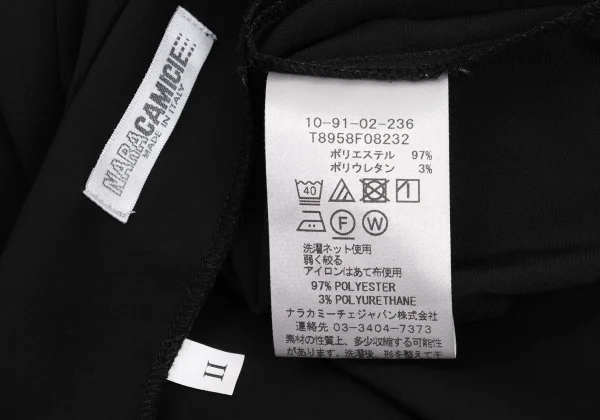 NARACAMICIE
MADE IN ITALY
10-91-02-236
T8958F08232
ポリエステル 97%
ポリウレタン 3%
40
F W
洗濯ネット使用
弱く絞る
アイロンはあて布使用
97% POLYESTER
3% POLYURETHANE
ナラカミーチェジャパン株式会社
連絡先 03-3404-7373
素材の性質上、多少収縮する可能性
があります。洗濯後、形を整えて干
II